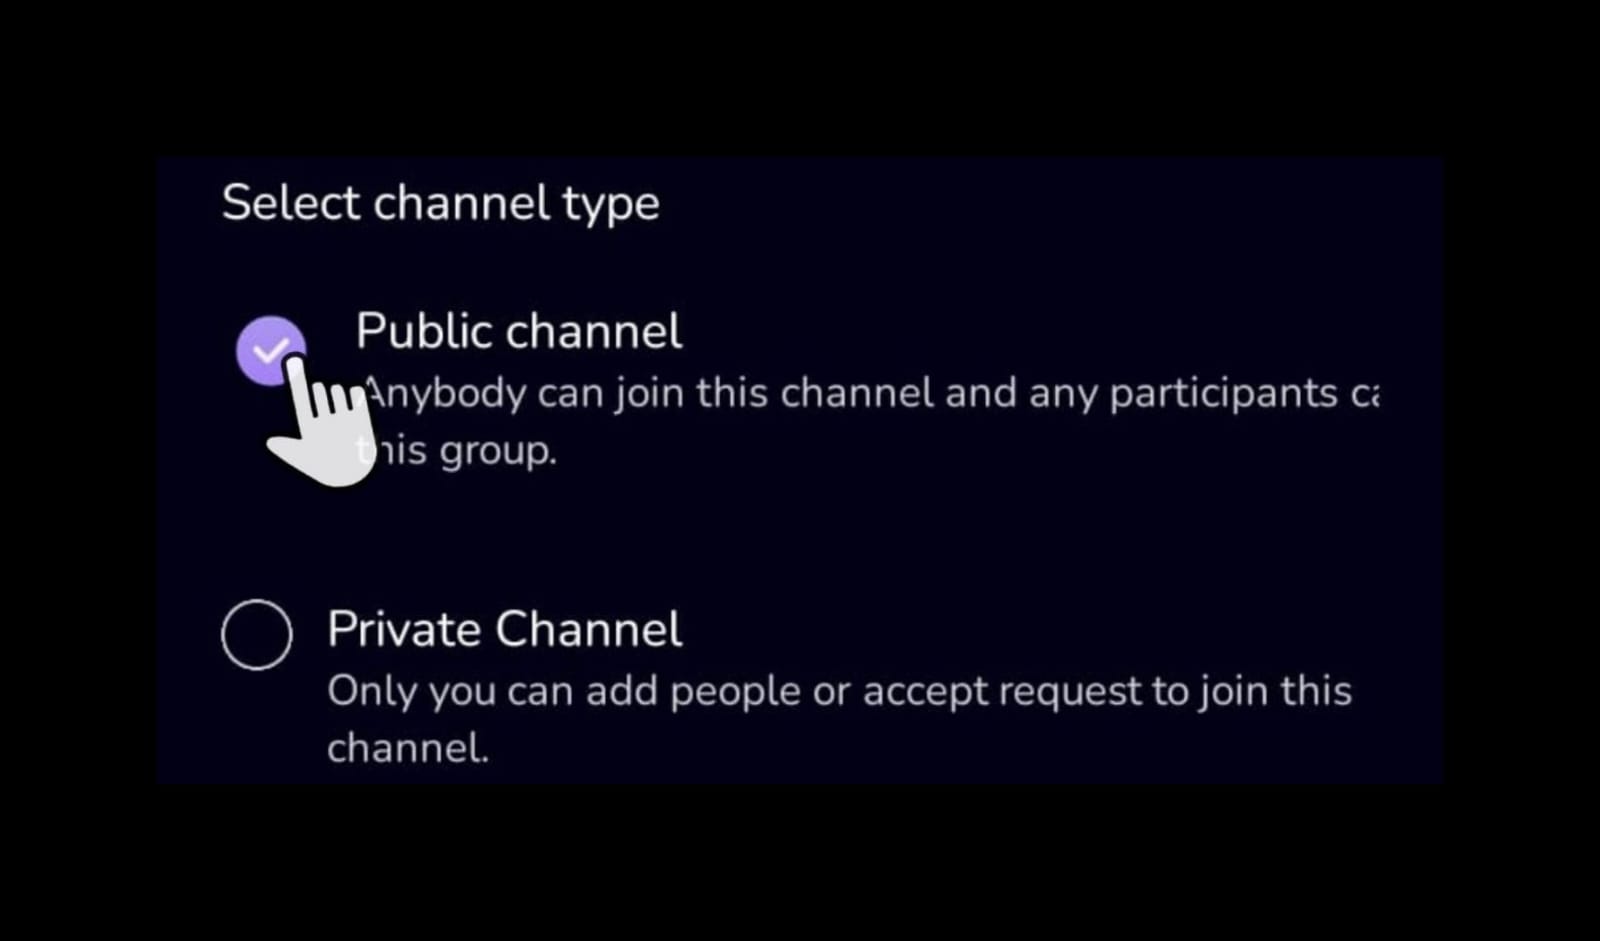 Select channel type
Public channel
Anybody can join this channel and any participants
this group.
Private Channel
Only you can add people or accept request to join this
channel.